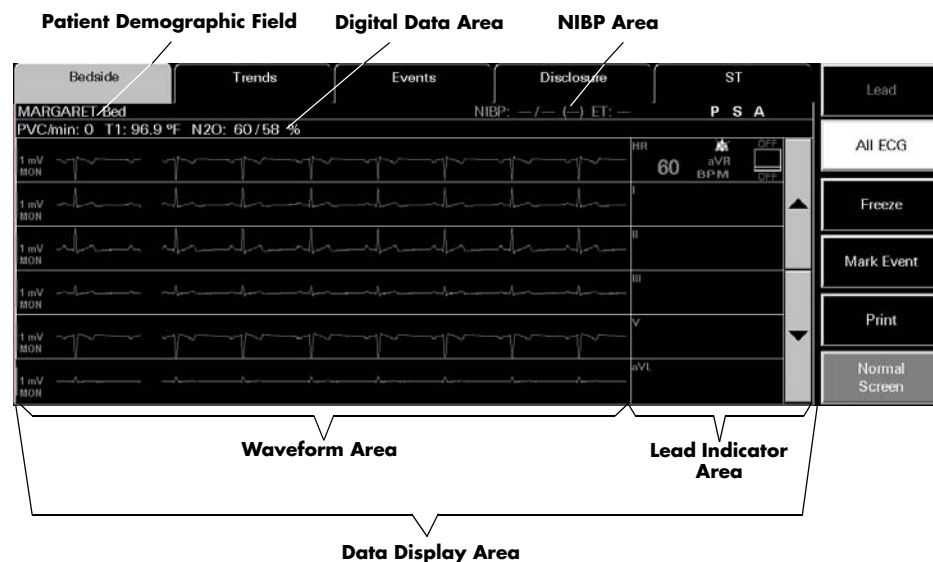 Patient Demographic Field Digital Data Area NIBP Area
Bedside Trends Events Disclosure ST
Lead
MARGARET Bed NIBP: ---/--- (---) ET: --- P S A
PVC/min: 0 T1: 96.9 °F N2O: 60/58 %
All ECG
1 mV
MON
HR 60 aVR
BPM
OFF
OFF
Freeze
1 mV
MON
I
1 mV
MON
II
Mark Event
1 mV
MON
III
Print
1 mV
MON
V
Normal
Screen
1 mV
MON
aVL
Waveform Area
Lead Indicator
Area
Data Display Area